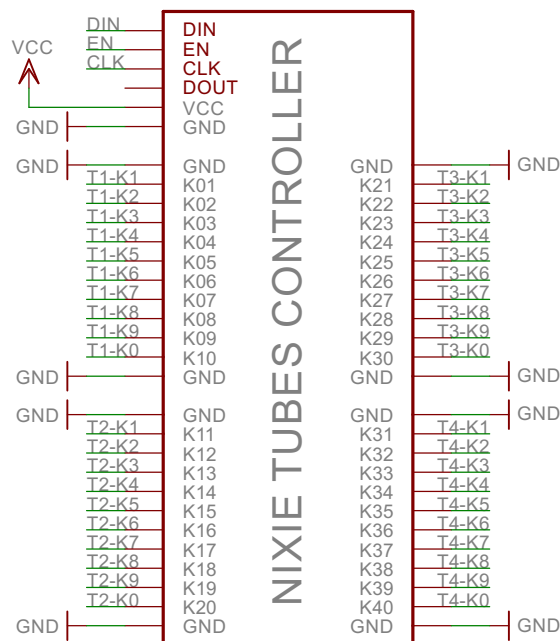 DIN DIN
EN EN
VCC CLK CLK
DOUT
VCC
GND GND
GND GND GND GND
T1-K1 K01 K21 T3-K1
T1-K2 K02 K22 T3-K2
T1-K3 K03 K23 T3-K3
T1-K4 K04 K24 T3-K4
T1-K5 K05 K25 T3-K5
T1-K6 K06 K26 T3-K6
T1-K7 K07 K27 T3-K7
T1-K8 K08 K28 T3-K8
T1-K9 K09 K29 T3-K9
T1-K0 K10 K30 T3-K0
GND GND GND GND
GND GND GND GND
T2-K1 K11 K31 T4-K1
T2-K2 K12 K32 T4-K2
T2-K3 K13 K33 T4-K3
T2-K4 K14 K34 T4-K4
T2-K5 K15 K35 T4-K5
T2-K6 K16 K36 T4-K6
T2-K7 K17 K37 T4-K7
T2-K8 K18 K38 T4-K8
T2-K9 K19 K39 T4-K9
T2-K0 K20 K40 T4-K0
GND GND GND GND
NIXIE TUBES CONTROLLER